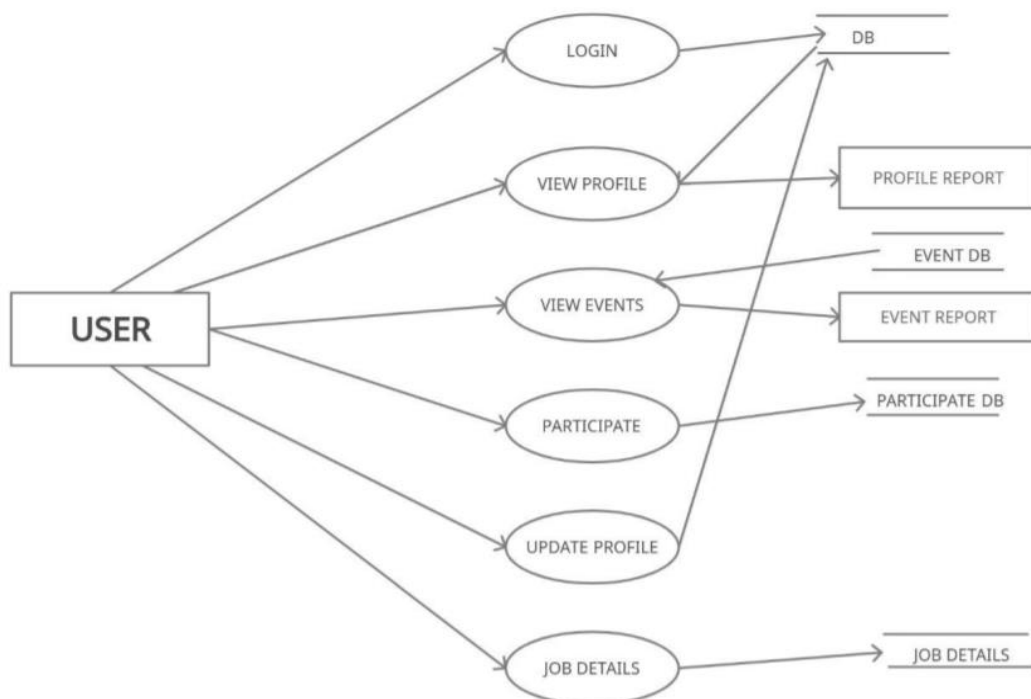 LOGIN
DB
VIEW PROFILE
PROFILE REPORT
EVENT DB
VIEW EVENTS
EVENT REPORT
USER
PARTICIPATE DB
PARTICIPATE
UPDATE PROFILE
JOB DETAILS
JOB DETAILS